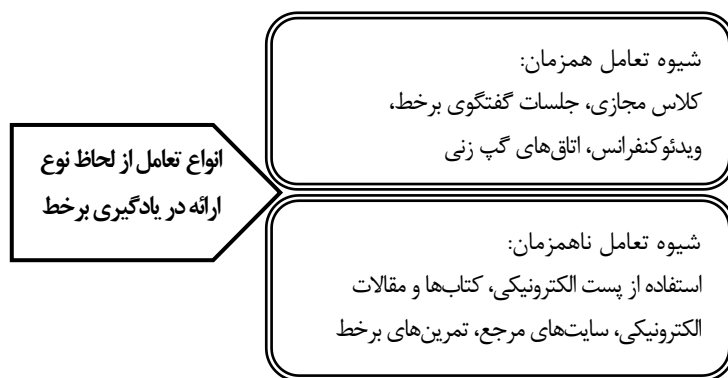 انواع تعامل از لحاظ نوع
ارائه در یادگیری برخط
شیوه تعامل همزمان:
کلاس مجازی، جلسات گفتگوی برخط،
ویدئوکنفرانس، اتاق‌های گپ زنی
شیوه تعامل ناهمزمان:
استفاده از پست الکترونیکی، کتاب‌ها و مقالات
الکترونیکی، سایت‌های مرجع، تمرین‌های برخط